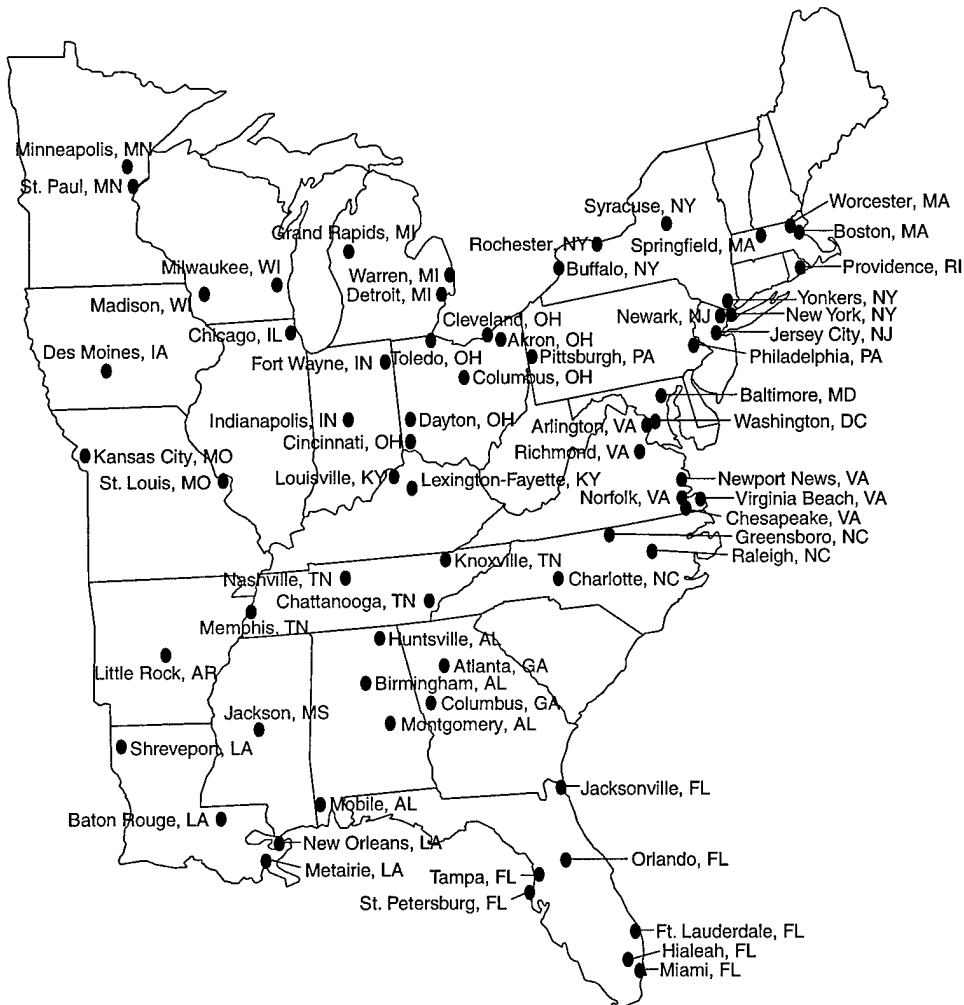 Minneapolis, MN
St. Paul, MN
Syracuse, NY
Worcester, MA
Grand Rapids, MI
Rochester, NY
Springfield, MA
Boston, MA
Milwaukee, WI
Warren, MI
Buffalo, NY
Providence, RI
Madison, WI
Detroit, MI
Yonkers, NY
Cleveland, OH
Newark, NJ
New York, NY
Chicago, IL
Akron, OH
Jersey City, NJ
Des Moines, IA
Fort Wayne, IN
Toledo, OH
Pittsburgh, PA
Philadelphia, PA
Columbus, OH
Baltimore, MD
Indianapolis, IN
Dayton, OH
Arlington, VA
Washington, DC
Cincinnati, OH
Richmond, VA
Kansas City, MO
St. Louis, MO
Louisville, KY
Lexington-Fayette, KY
Newport News, VA
Norfolk, VA
Virginia Beach, VA
Chesapeake, VA
Greensboro, NC
Raleigh, NC
Knoxville, TN
Nashville, TN
Charlotte, NC
Chattanooga, TN
Memphis, TN
Huntsville, AL
Little Rock, AR
Atlanta, GA
Birmingham, AL
Columbus, GA
Jackson, MS
Montgomery, AL
Shrevepon, LA
Jacksonville, FL
Mobile, AL
Baton Rouge, LA
New Orleans, LA
Metairie, LA
Orlando, FL
Tampa, FL
St. Petersburg, FL
Ft. Lauderdale, FL
Hialeah, FL
Miami, FL